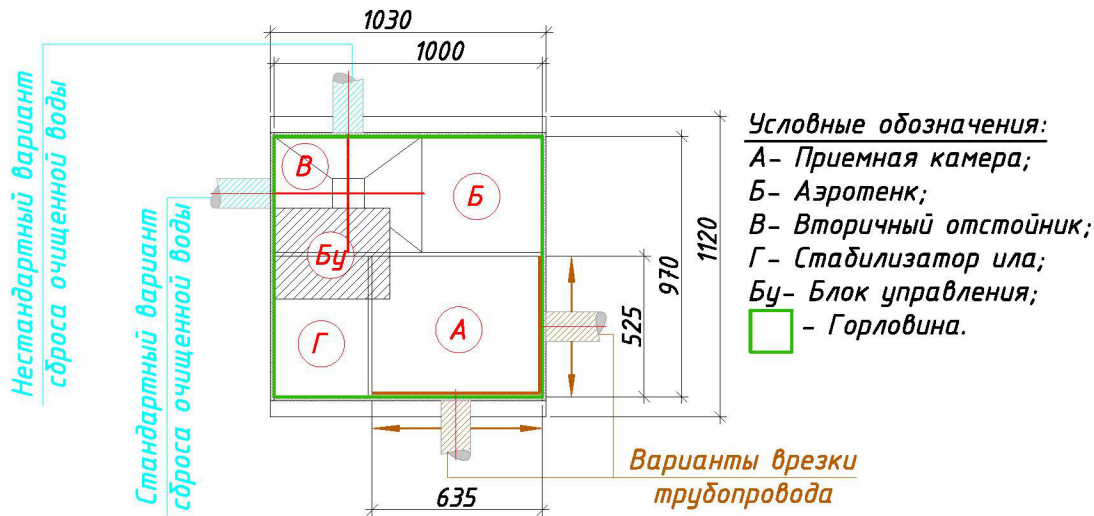 1030
1000
Нестандартный вариант
сброса очищенной воды
Стандартный вариант
сброса очищенной воды
В
Б
Бу
Г
А
525
970
1120
635
Условные обозначения:
А- Приемная камера;
Б- Аэротенк;
В- Вторичный отстойник;
Г- Стабилизатор ила;
Бу- Блок управления;
- Горловина.
Варианты врезки
трубопровода